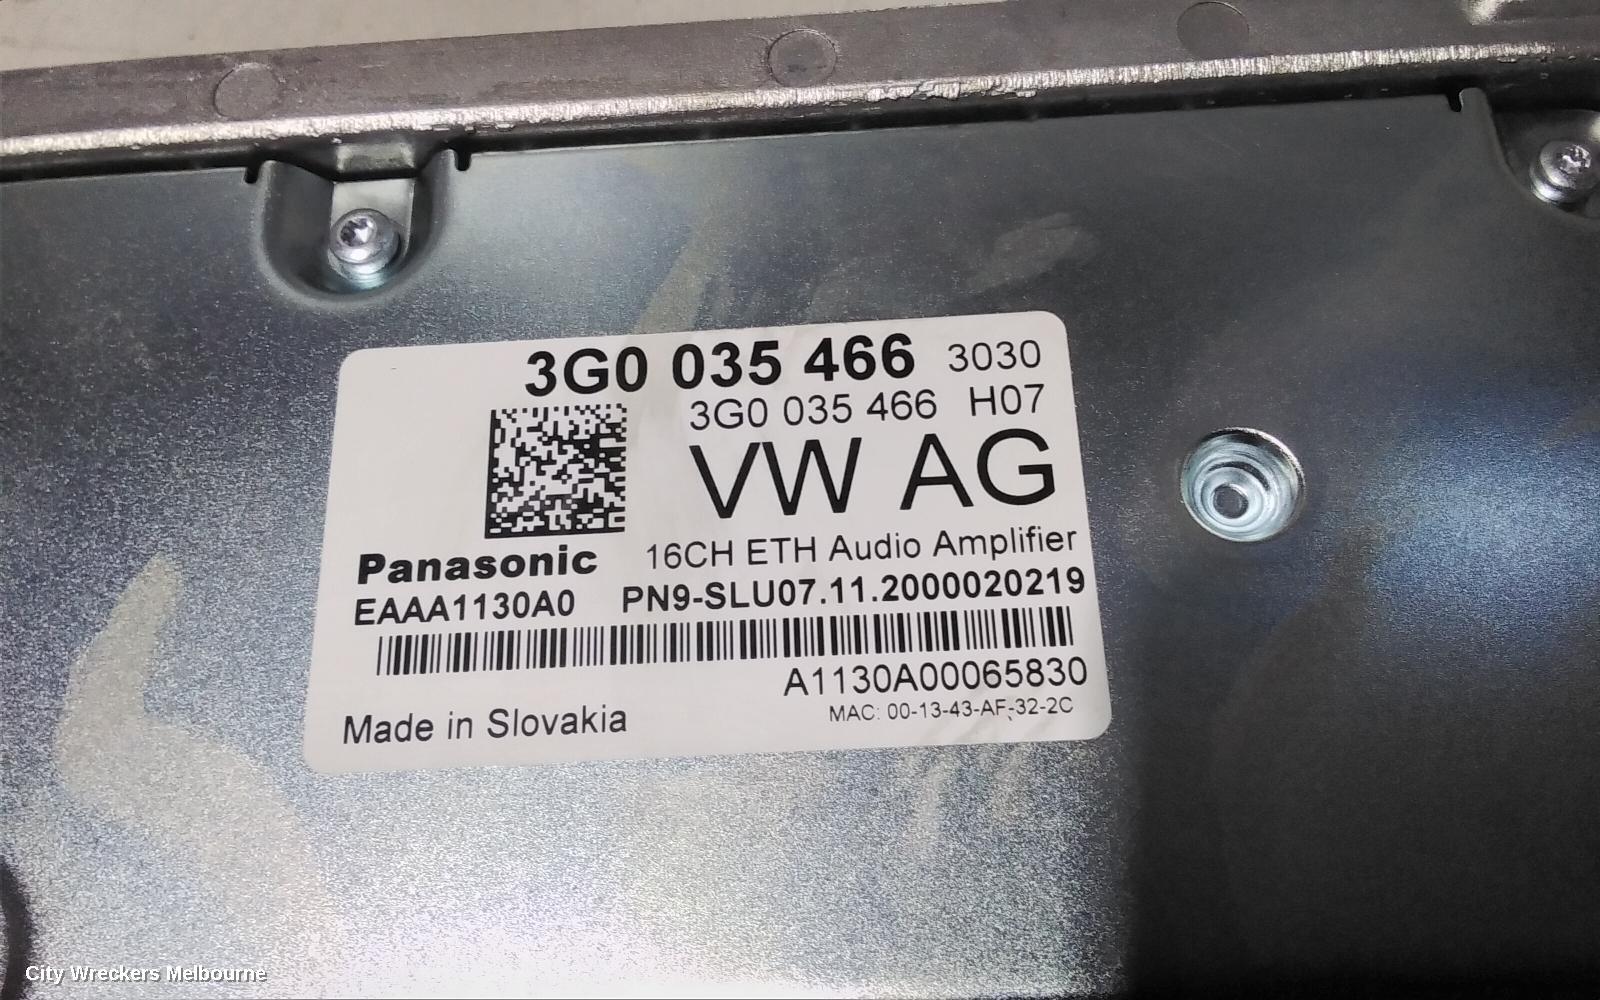 3G0 035 466 3030
3G0 035 466 H07
VW AG
Panasonic 16CH ETH Audio Amplifier
EAAA1130A0 PN9-SLU07.11.2000020219
A1130A00065830
Made in Slovakia MAC: 00-13-43-AF-32-2C
City Wreckers Melbourne